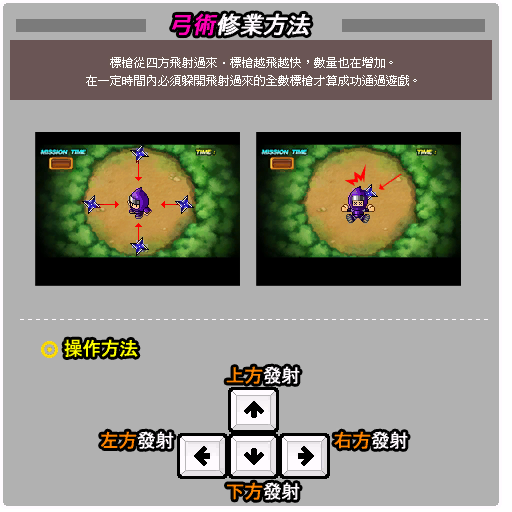 弓術修業方法
標槍從四方飛射過來．標槍越飛越快，數量也在增加。
在一定時間內必須躲開飛射過來的全數標槍才算成功通過遊戲。
MISSION TIME
TIME :
MISSION TIME
TIME :
操作方法
上方發射
左方發射
右方發射
下方發射